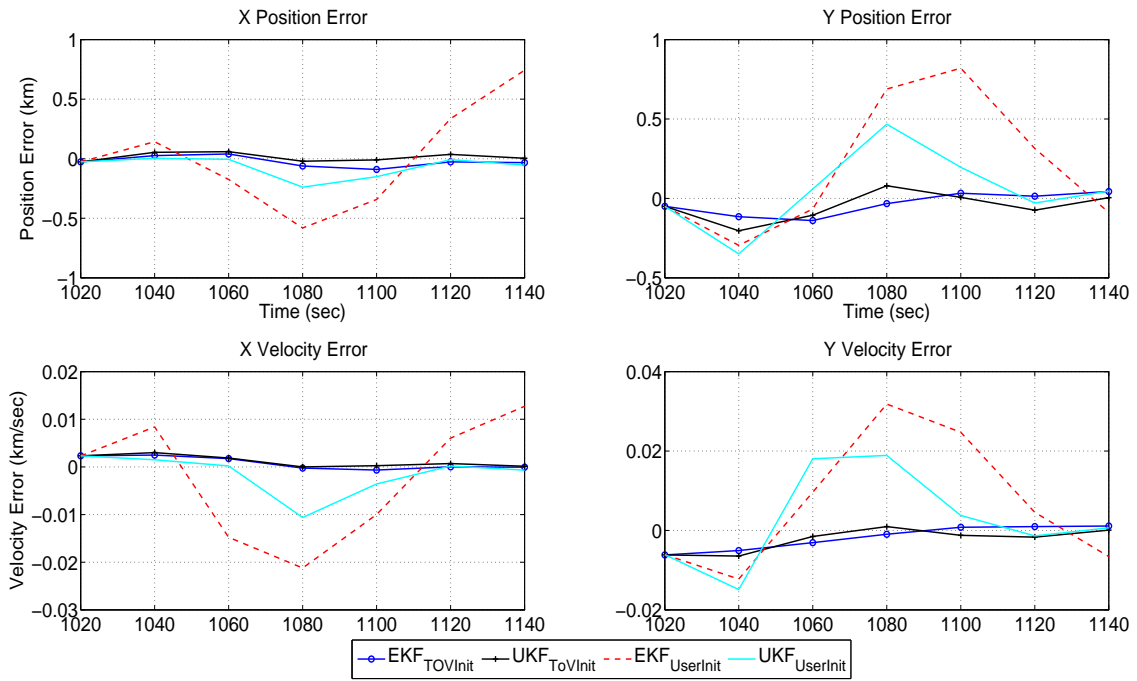 X Position Error
Y Position Error
1
0.5
0
−0.5
−1
Position Error (km)
1020 1040 1060 1080 1100 1120 1140
Time (sec)
1
0.5
0
−0.5
1020 1040 1060 1080 1100 1120 1140
Time (sec)
X Velocity Error
Y Velocity Error
0.02
0.01
0
−0.01
−0.02
−0.03
Velocity Error (km/sec)
1020 1040 1060 1080 1100 1120 1140
0.04
0.02
0
−0.02
1020 1040 1060 1080 1100 1120 1140
EKF_TOVInit UKF_ToVInit EKF_UserInit UKF_UserInit